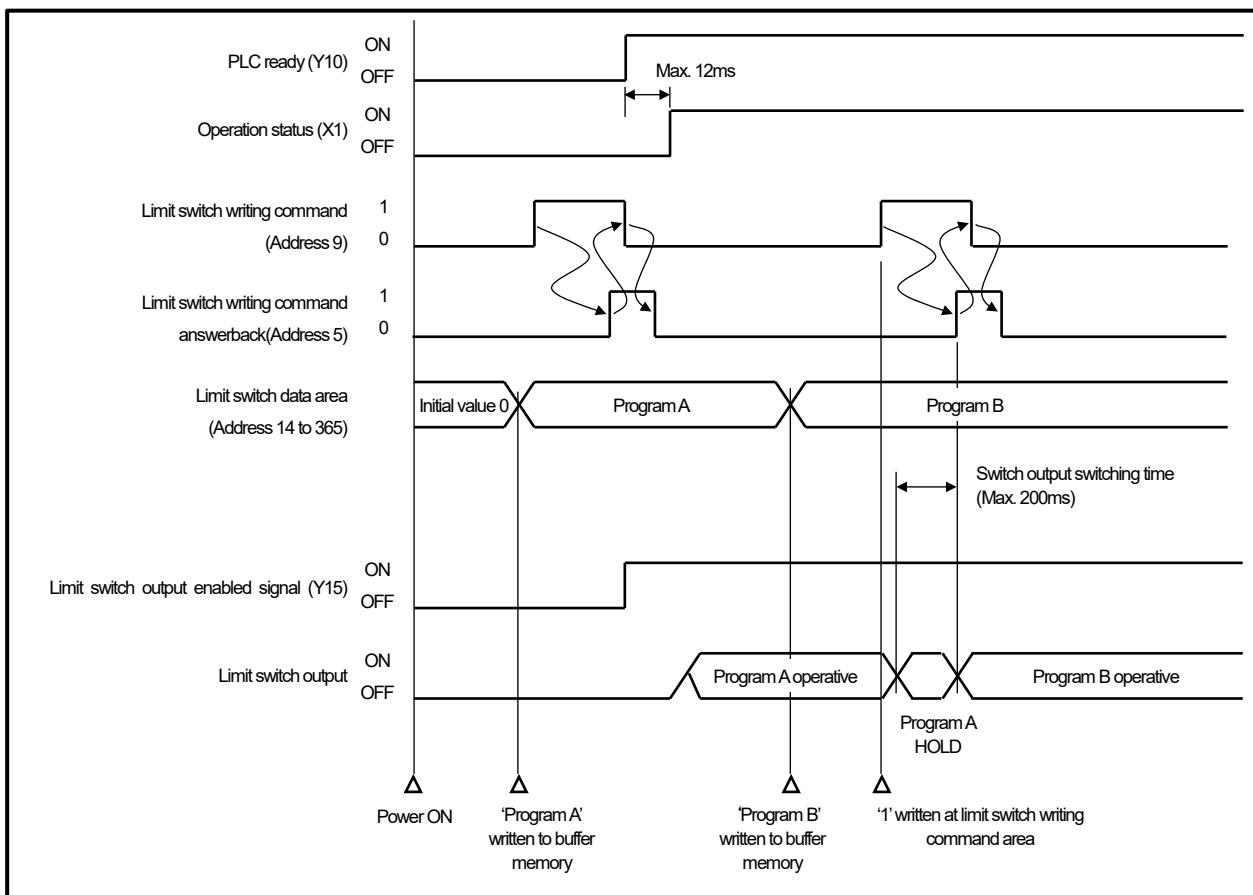 PLC ready (Y10)
ON
OFF
Max. 12ms
Operation status (X1)
ON
OFF
Limit switch writing command
(Address 9)
1
0
Limit switch writing command
answerback(Address 5)
1
0
Limit switch data area
(Address 14 to 365)
Initial value 0
Program A
Program B
Switch output switching time
(Max. 200ms)
Limit switch output enabled signal (Y15)
ON
OFF
Limit switch output
ON
OFF
Program A operative
Program B operative
Program A
HOLD
Power ON
‘Program A’
written to buffer
memory
‘Program B’
written to buffer
memory
‘1’ written at limit switch writing
command area